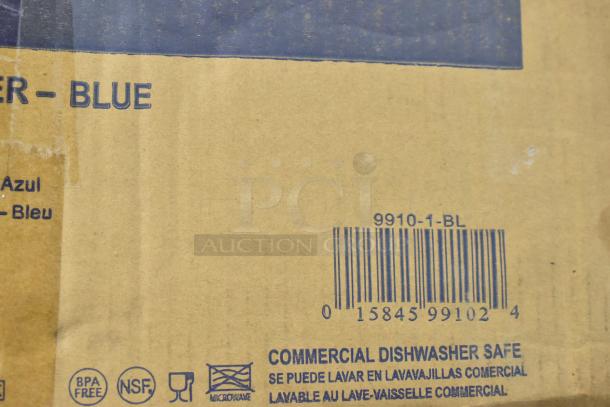 ER – BLUE
Azul
– Bleu
PCI
AUCTION GROUP
9910-1-BL
0 15845 99102 4
BPA FREE
NSF.
MICROWAVE
COMMERCIAL DISHWASHER SAFE
SE PUEDE LAVAR EN LAVAVAJILLAS COMERCIAL
LAVABLE AU LAVE-VAISSELLE COMMERCIAL